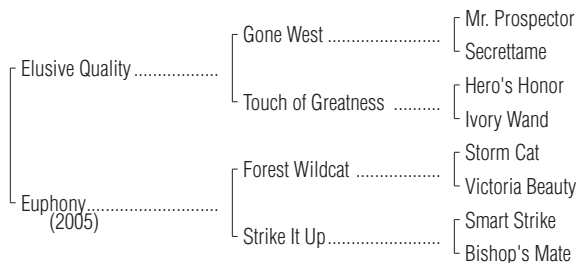 Mr. Prospector
Gone West ........................
Secrettame
Elusive Quality ..................
Hero's Honor
Touch of Greatness ..........
Ivory Wand
Storm Cat
Forest Wildcat ..................
Victoria Beauty
Euphony............................
(2005)
Smart Strike
Strike It Up........................
Bishop's Mate